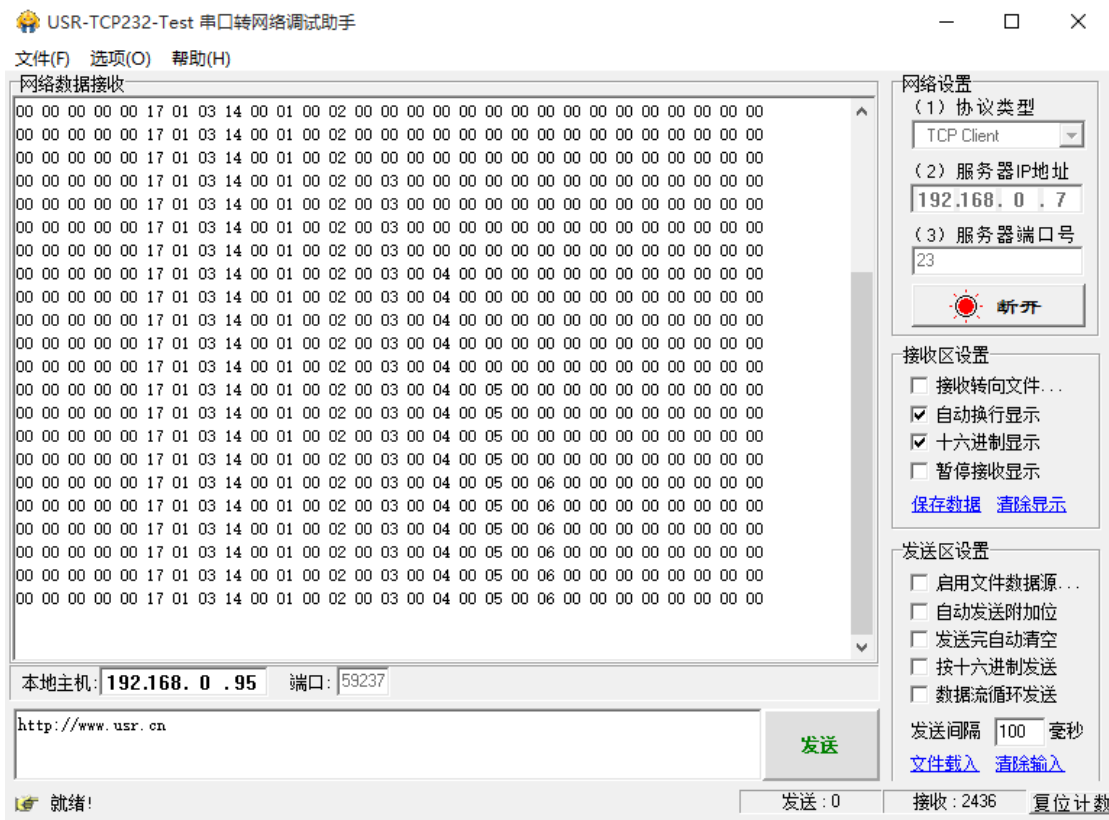 USR-TCP232-Test 串口转网络调试助手
文件(F) 选项(O) 帮助(H)
网络数据接收
00 00 00 00 00 17 01 03 14 00 01 00 02 00 00 00 00 00 00 00 00 00 00 00 00 00 00 00 00
00 00 00 00 00 17 01 03 14 00 01 00 02 00 00 00 00 00 00 00 00 00 00 00 00 00 00 00 00
00 00 00 00 00 17 01 03 14 00 01 00 02 00 00 00 00 00 00 00 00 00 00 00 00 00 00 00 00
00 00 00 00 00 17 01 03 14 00 01 00 02 00 03 00 00 00 00 00 00 00 00 00 00 00 00 00 00
00 00 00 00 00 17 01 03 14 00 01 00 02 00 03 00 00 00 00 00 00 00 00 00 00 00 00 00 00
00 00 00 00 00 17 01 03 14 00 01 00 02 00 03 00 00 00 00 00 00 00 00 00 00 00 00 00 00
00 00 00 00 00 17 01 03 14 00 01 00 02 00 03 00 00 00 00 00 00 00 00 00 00 00 00 00 00
00 00 00 00 00 17 01 03 14 00 01 00 02 00 03 00 04 00 00 00 00 00 00 00 00 00 00 00 00
00 00 00 00 00 17 01 03 14 00 01 00 02 00 03 00 04 00 00 00 00 00 00 00 00 00 00 00 00
00 00 00 00 00 17 01 03 14 00 01 00 02 00 03 00 04 00 00 00 00 00 00 00 00 00 00 00 00
00 00 00 00 00 17 01 03 14 00 01 00 02 00 03 00 04 00 00 00 00 00 00 00 00 00 00 00 00
00 00 00 00 00 17 01 03 14 00 01 00 02 00 03 00 04 00 00 00 00 00 00 00 00 00 00 00 00
00 00 00 00 00 17 01 03 14 00 01 00 02 00 03 00 04 00 05 00 00 00 00 00 00 00 00 00 00
00 00 00 00 00 17 01 03 14 00 01 00 02 00 03 00 04 00 05 00 00 00 00 00 00 00 00 00 00
00 00 00 00 00 17 01 03 14 00 01 00 02 00 03 00 04 00 05 00 00 00 00 00 00 00 00 00 00
00 00 00 00 00 17 01 03 14 00 01 00 02 00 03 00 04 00 05 00 00 00 00 00 00 00 00 00 00
00 00 00 00 00 17 01 03 14 00 01 00 02 00 03 00 04 00 05 00 06 00 00 00 00 00 00 00 00
00 00 00 00 00 17 01 03 14 00 01 00 02 00 03 00 04 00 05 00 06 00 00 00 00 00 00 00 00
00 00 00 00 00 17 01 03 14 00 01 00 02 00 03 00 04 00 05 00 06 00 00 00 00 00 00 00 00
00 00 00 00 00 17 01 03 14 00 01 00 02 00 03 00 04 00 05 00 06 00 00 00 00 00 00 00 00
00 00 00 00 00 17 01 03 14 00 01 00 02 00 03 00 04 00 05 00 06 00 00 00 00 00 00 00 00
00 00 00 00 00 17 01 03 14 00 01 00 02 00 03 00 04 00 05 00 06 00 00 00 00 00 00 00 00
本地主机: 192.168. 0 .95 端口: 59237
http://www.usr.cn
发送
就绪!
发送 : 0 接收 : 2436 复位计数
网络设置
(1) 协议类型
TCP Client
(2) 服务器IP地址
192.168. 0 . 7
(3) 服务器端口号
23
断开
接收区设置
接收转向文件...
自动换行显示
十六进制显示
暂停接收显示
保存数据 清除显示
发送区设置
启用文件数据源...
自动发送附加位
发送完自动清空
按十六进制发送
数据流循环发送
发送间隔 100 毫秒
文件载入 清除输入